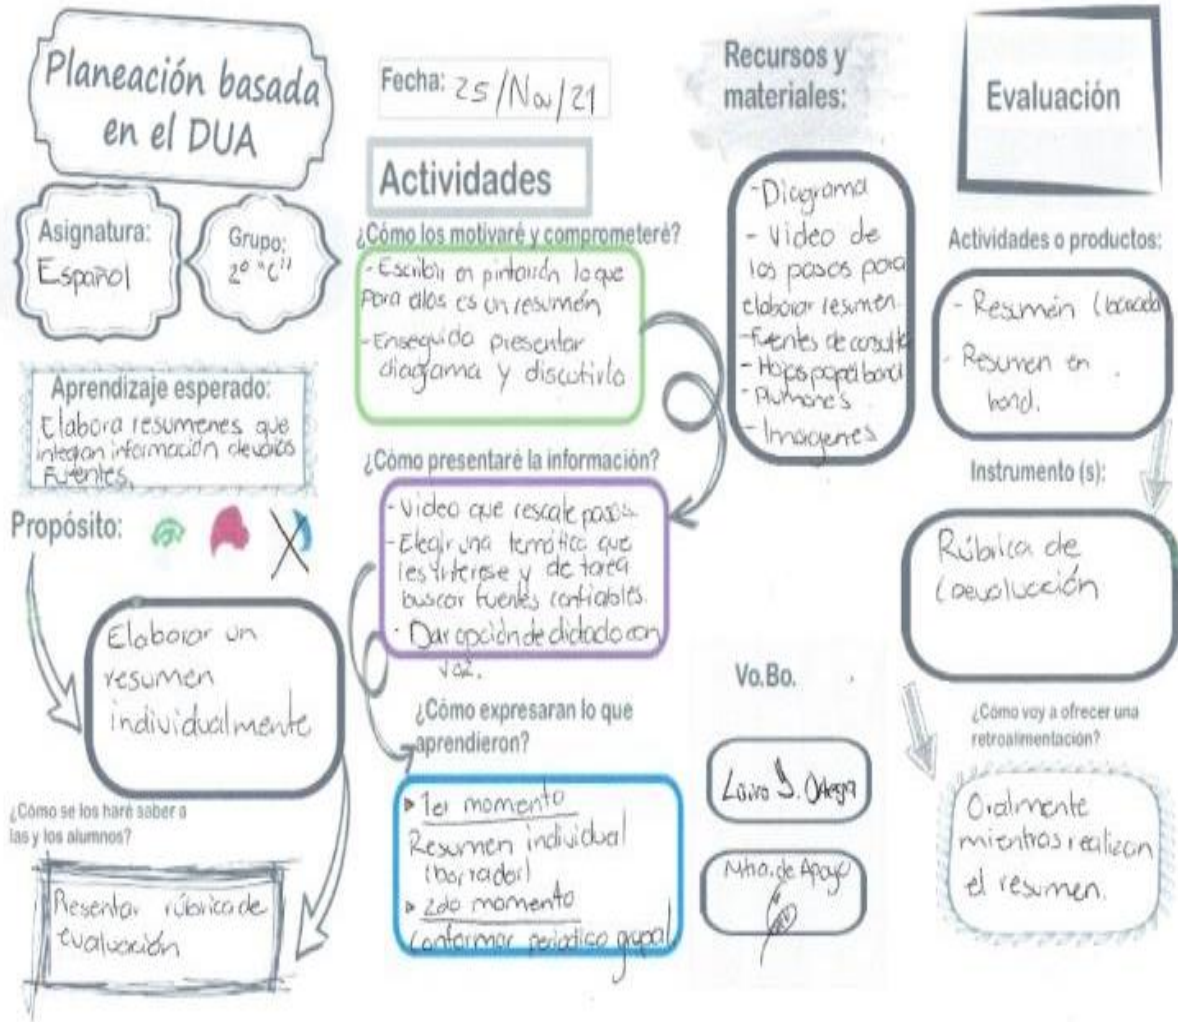 Planeación basada
en el DUA
Asignatura:
Español
Grupo:
2° "C"
Aprendizaje esperado:
Elabora resumenes que
integran información de varias
Fuentes.
Propósito:
Elaborar un
resumen
individualmente
¿Cómo se los haré saber a
las y los alumnos?
Presentar rúbrica de
evaluación
Fecha: 25/Nov/21
Actividades
¿Cómo los motivaré y comprometeré?
- Escribir en pintarrón lo que
para ellos es un resumén
- Enseguida presentar
diagrama y discutirlo
¿Cómo presentaré la información?
- Video que rescate pasos.
- Elegir una temática que
les interese y de tarea
buscar fuentes confiables.
- Dar opción de dictado con
voz.
¿Cómo expresaran lo que
aprendieron?
1er momento
Resumen individual
(borrador)
2do momento
Conformar periodico grupal
Recursos y
materiales:
- Diagrama
- Video de
los pasos para
elaborar resumen.
- Fuentes de consulta
- Hojas papel bond
- Plumones
- Imagenes
Vo.Bo.
Mtra. de Apoyo
Evaluación
Actividades o productos:
- Resumén
- Resumen en
bond.
Instrumento (s):
Rúbrica de
Coevaluación
¿Cómo voy a ofrecer una
retroalimentación?
Oralmente
mientras realizan
el resumen.